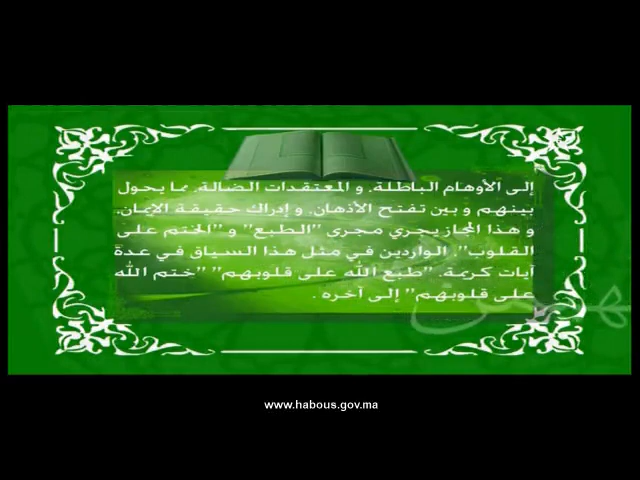 إلى الأوهام الباطلة، و المعتقدات الضالة، مما يحول
بينهم و بين تفتح الأذهان، و إدراك حقيقة الإيمان،
و هذا المجاز يجري مجرى "الطبع" و "الختم على
القلوب"، الواردين في مثل هذا السياق في عدة
آيات كريمة، "طبع الله على قلوبهم" "ختم الله
على قلوبهم" إلى آخره .
www.habous.gov.ma